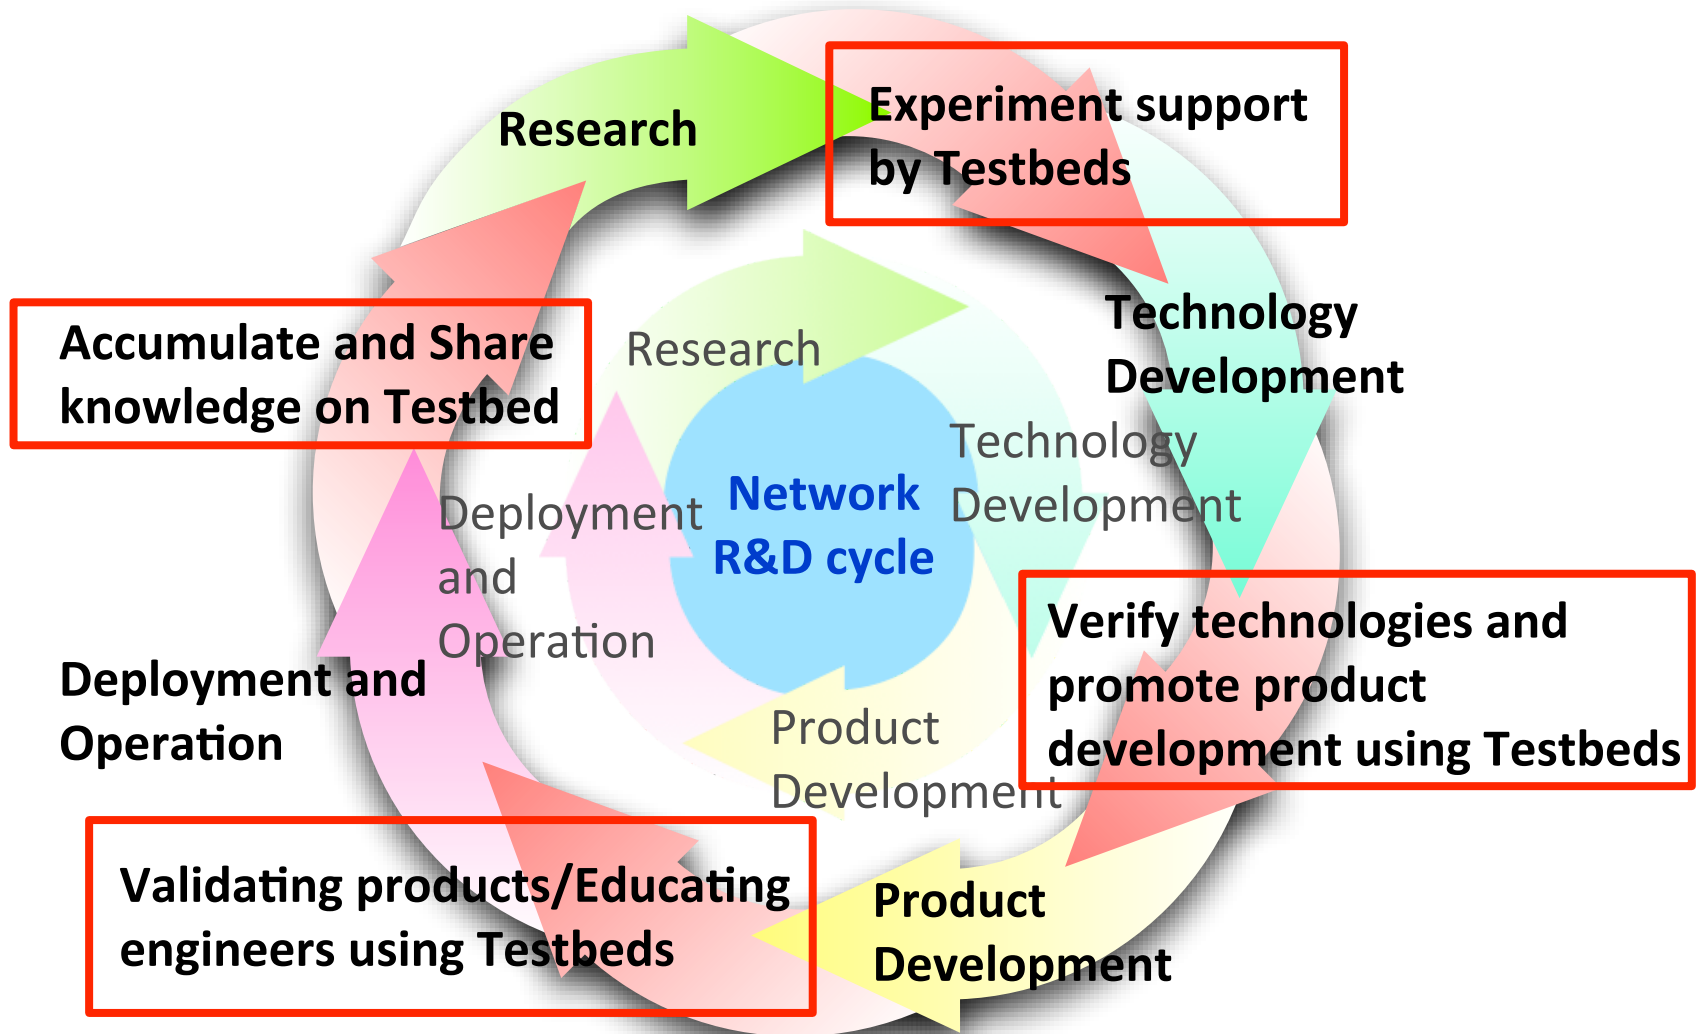 Research
Experiment support
by Testbeds
Technology
Development
Verify technologies and
promote product
development using Testbeds
Product
Development
Validating products/Educating
engineers using Testbeds
Deployment and
Operation
Accumulate and Share
knowledge on Testbed
Research
Technology
Development
Product
Development
Deployment
and
Operation
Network
R&D cycle